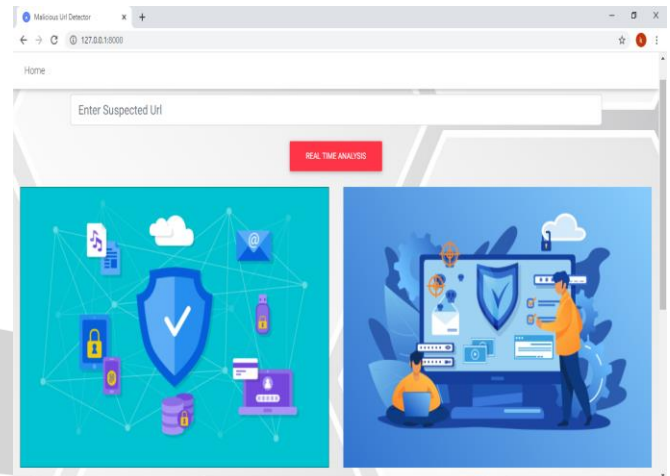 Malicious Url Detector
127.0.0.1:8000
Home
Enter Suspected Url
REAL TIME ANALYSIS
@